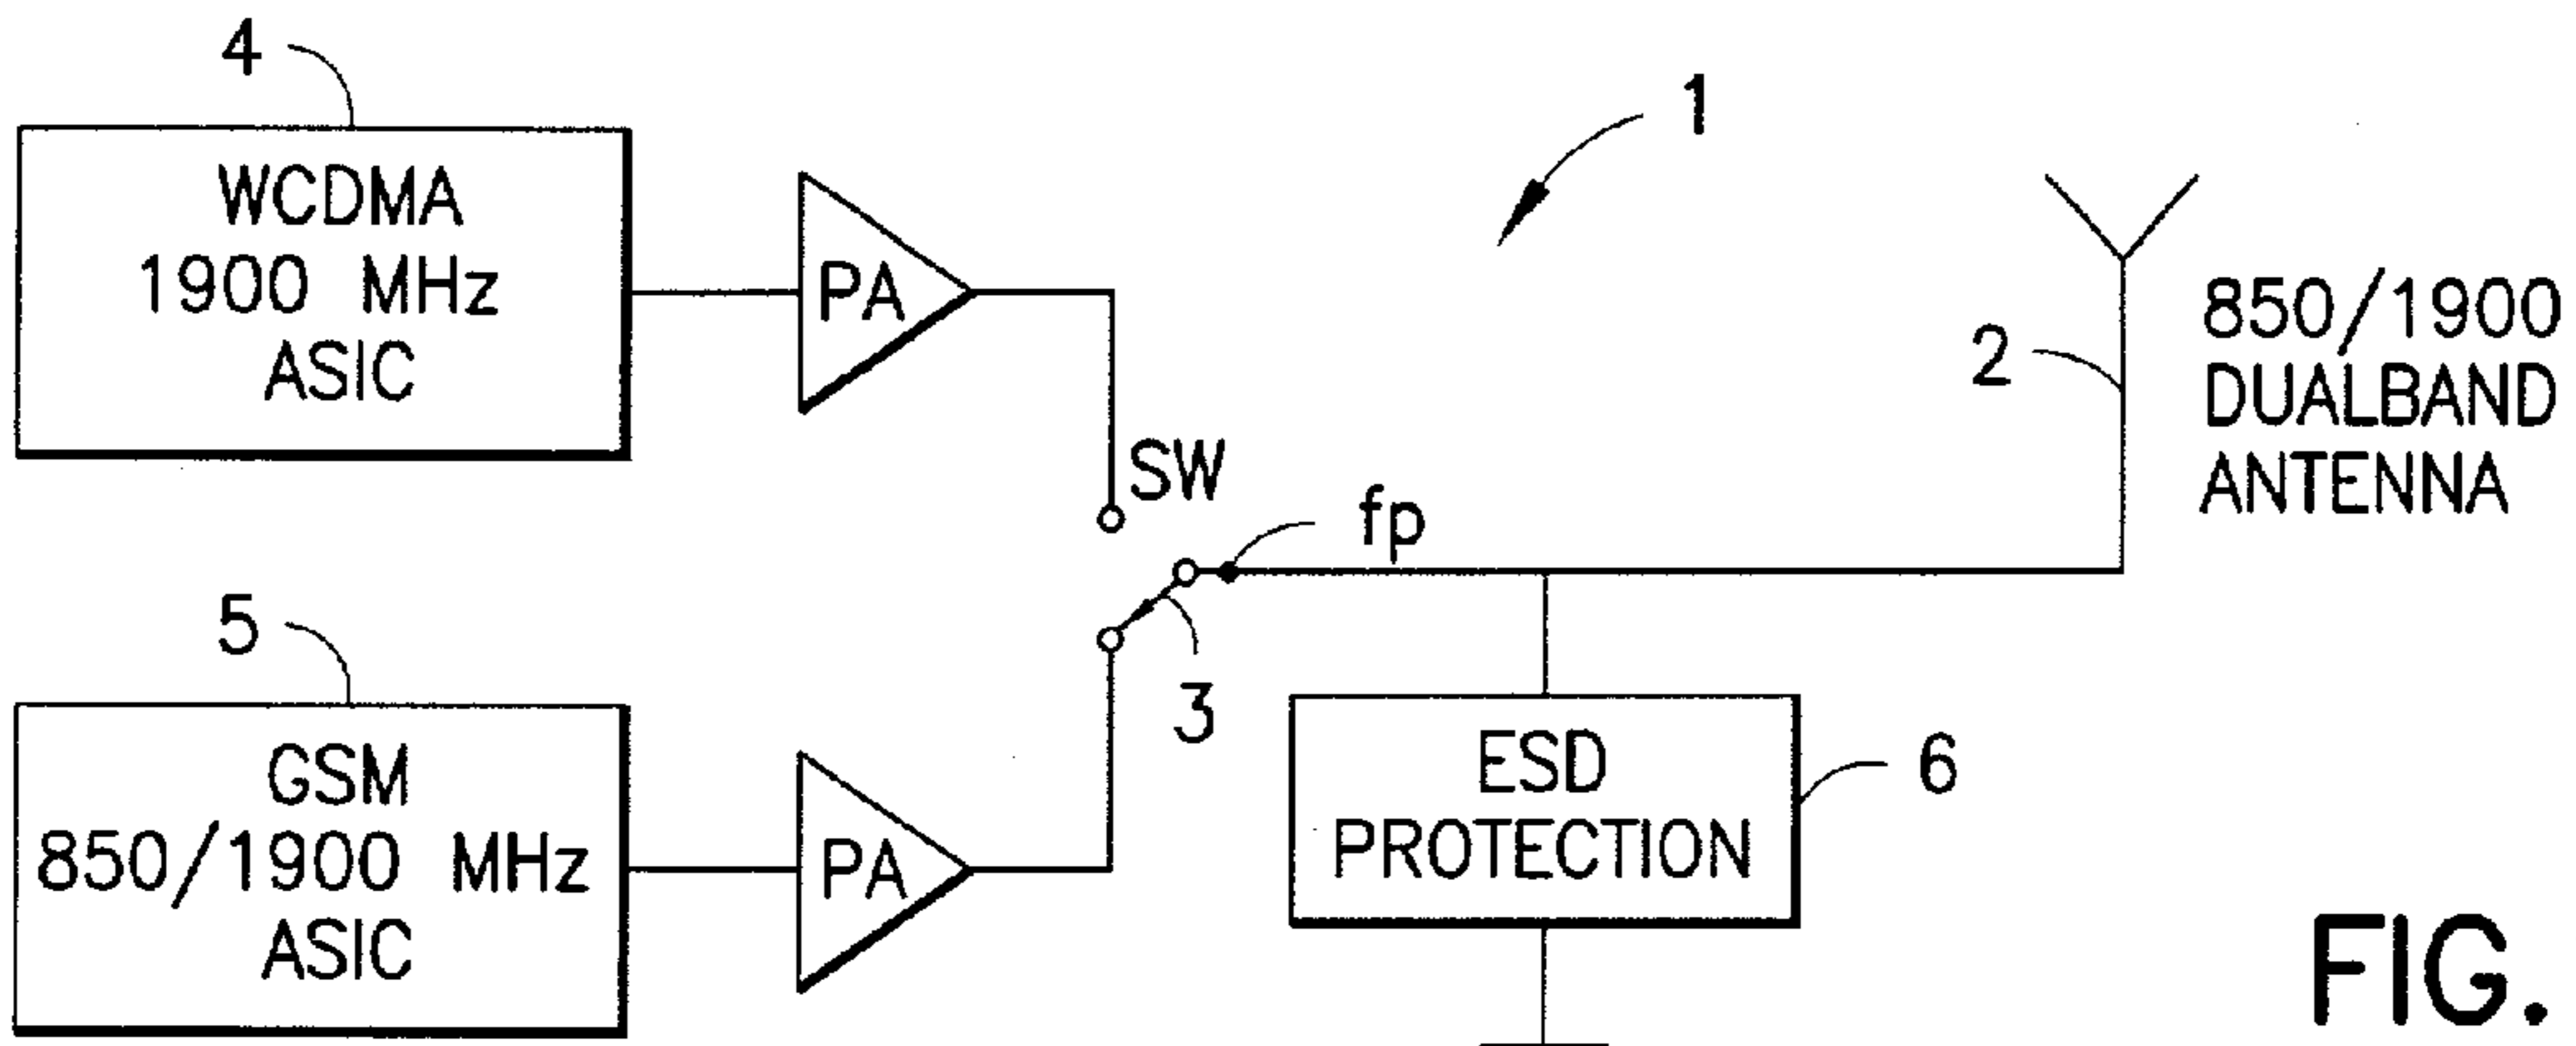 4
WCDMA
1900 MHz
ASIC
PA
1
2
850/1900
DUALBAND
ANTENNA
SW
fp
3
5
GSM
850/1900 MHz
ASIC
PA
ESD
PROTECTION
6
FIG.